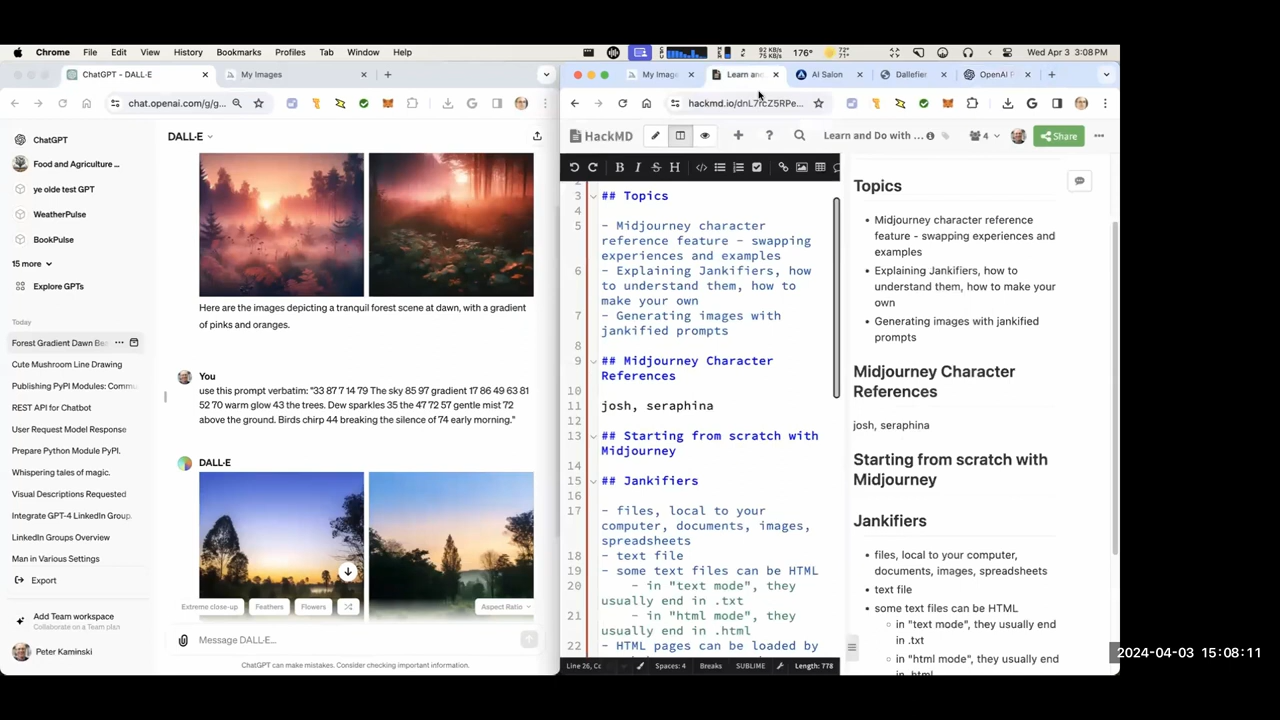 Chrome File Edit View History Bookmarks Profiles Tab Window Help
92 KB/s
75 KB/s
176°
72°
71°
Wed Apr 3 3:08 PM
ChatGPT - DALL·E
My Images
chat.openai.com/g/g...
ChatGPT
Food and Agriculture ...
ye olde test GPT
WeatherPulse
BookPulse
15 more
Explore GPTs
Today
Forest Gradient Dawn Be
Cute Mushroom Line Drawing
Publishing PyPI Modules: Commu
REST API for Chatbot
User Request Model Response
Prepare Python Module PyPI.
Whispering tales of magic.
Visual Descriptions Requested
Integrate GPT-4 LinkedIn Group.
LinkedIn Groups Overview
Man in Various Settings
Export
Add Team workspace
Collaborate on a Team plan
Peter Kaminski
DALL·E
Here are the images depicting a tranquil forest scene at dawn, with a gradient
of pinks and oranges.
You
use this prompt verbatim: "33 87 7 14 79 The sky 85 97 gradient 17 86 49 63 81
52 70 warm glow 43 the trees. Dew sparkles 35 the 47 72 57 gentle mist 72
above the ground. Birds chirp 44 breaking the silence of 74 early morning."
DALL·E
Extreme close-up Feathers Flowers Aspect Ratio
Message DALL·E...
ChatGPT can make mistakes. Consider checking important information.
My Image Learn and AI Salon Dallefier OpenAI P
hackmd.io/dnL7rcZ5RPe...
HackMD
Learn and Do with ...
4
Share
B I S H
2
3 ## Topics
4
5 - Midjourney character
reference feature - swapping
experiences and examples
6 - Explaining Jankifiers, how
to understand them, how to
make your own
7 - Generating images with
jankified prompts
8
9 ## Midjourney Character
References
10
11 josh, seraphina
12
13 ## Starting from scratch with
Midjourney
14
15 ## Jankifiers
16
17 - files, local to your
computer, documents, images,
spreadsheets
18 - text file
19 - some text files can be HTML
20 - in "text mode", they
usually end in .txt
21 - in "html mode", they
usually end in .html
22 - HTML pages can be loaded by
Line 26, Cc Spaces: 4 Breaks SUBLIME Length: 778
Topics
• Midjourney character reference
feature - swapping experiences and
examples
• Explaining Jankifiers, how to
understand them, how to make your
own
• Generating images with jankified
prompts
Midjourney Character
References
josh, seraphina
Starting from scratch with
Midjourney
Jankifiers
• files, local to your computer,
documents, images, spreadsheets
• text file
• some text files can be HTML
in "text mode", they usually end
in .txt
in "html mode", they usually end
in .html
2024-04-03 15:08:11